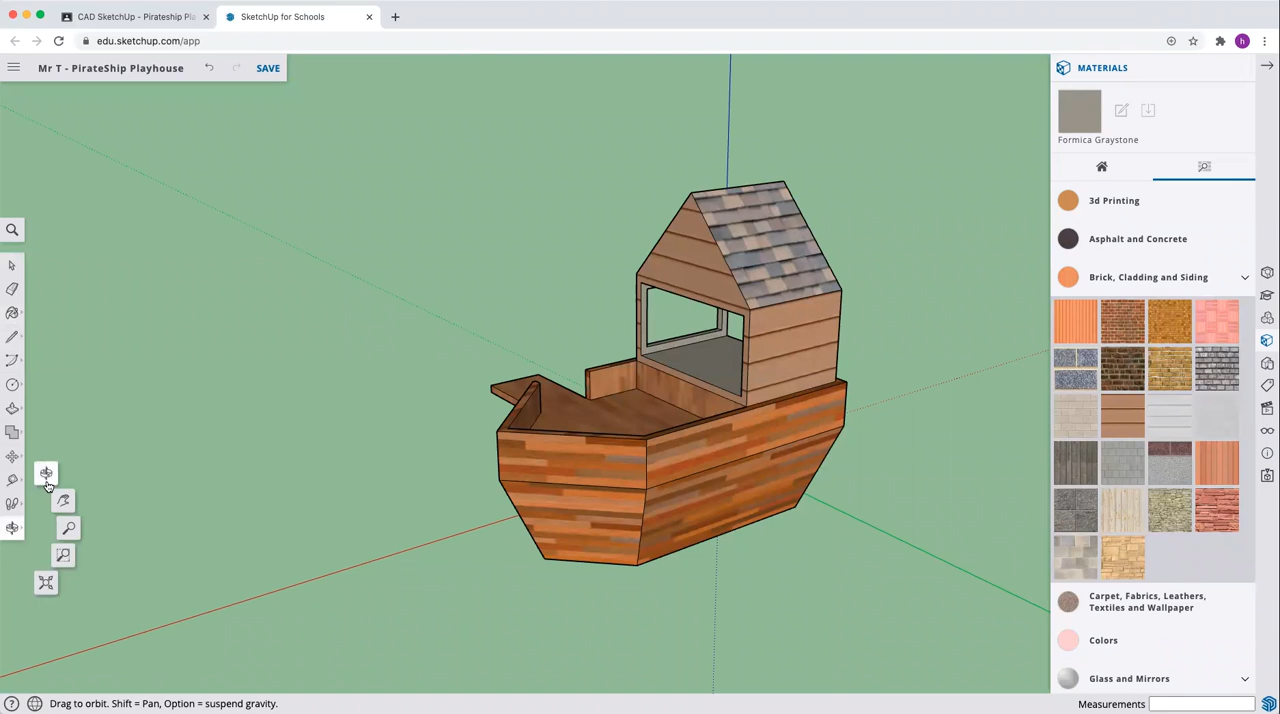 CAD SketchUp - Pirateship Pla
SketchUp for Schools
edu.sketchup.com/app
h
Mr T - PirateShip Playhouse
SAVE
MATERIALS
Formica Graystone
3d Printing
Asphalt and Concrete
Brick, Cladding and Siding
Carpet, Fabrics, Leathers,
Textiles and Wallpaper
Colors
Glass and Mirrors
Drag to orbit. Shift = Pan, Option = suspend gravity.
Measurements